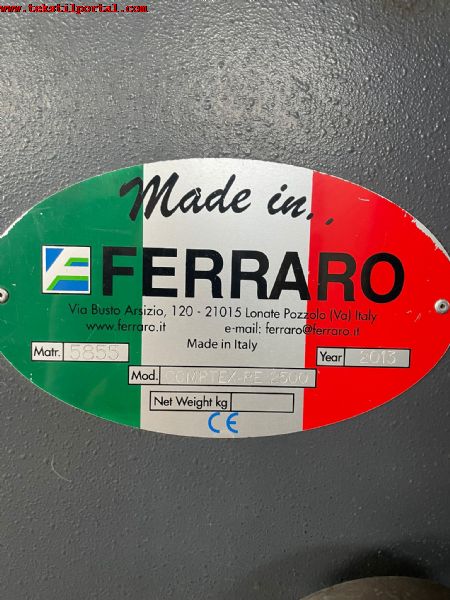 www.tekstilportal.com
Made in..
FERRARO
Via Busto Arsizio, 120 - 21015 Lonate Pozzolo (Va) Italy
www.ferraro.it e-mail: ferraro@ferraro.it
Made in Italy
Matr. 5855 Year 2013
Mod. COMPTEX-RE 2500
Net Weight kg
CE